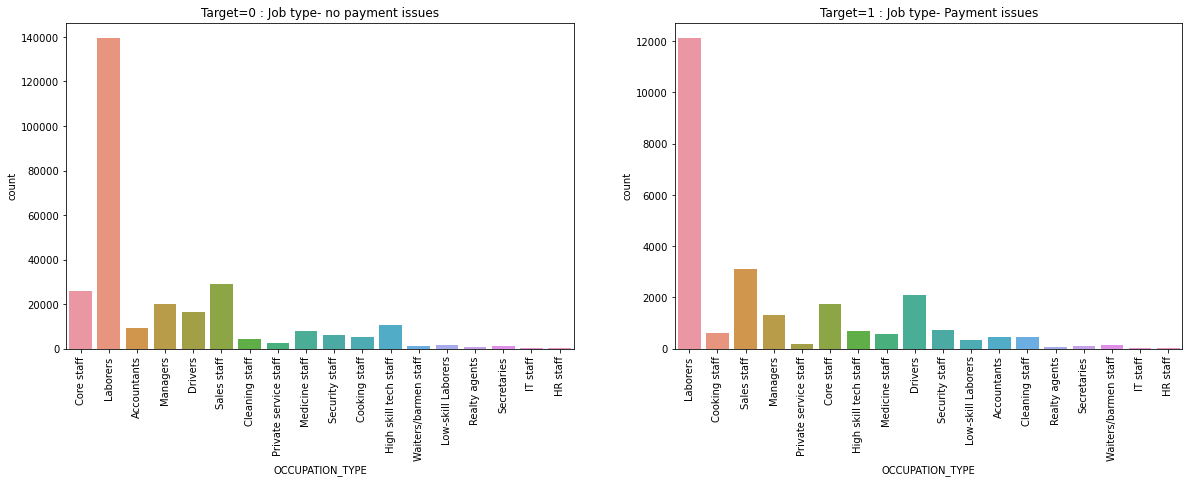 Target=0 : Job type- no payment issues
140000
120000
100000
80000
60000
40000
20000
0
count
Core staff
Laborers
Accountants
Managers
Drivers
Sales staff
Cleaning staff
Private service staff
Medicine staff
Security staff
Cooking staff
High skill tech staff
Waiters/barmen staff
Low-skill Laborers
Realty agents
Secretaries
IT staff
HR staff
OCCUPATION_TYPE
Target=1 : Job type- Payment issues
12000
10000
8000
6000
4000
2000
0
count
Laborers
Cooking staff
Sales staff
Managers
Private service staff
Core staff
High skill tech staff
Medicine staff
Drivers
Security staff
Low-skill Laborers
Accountants
Cleaning staff
Realty agents
Secretaries
Waiters/barmen staff
IT staff
HR staff
OCCUPATION_TYPE